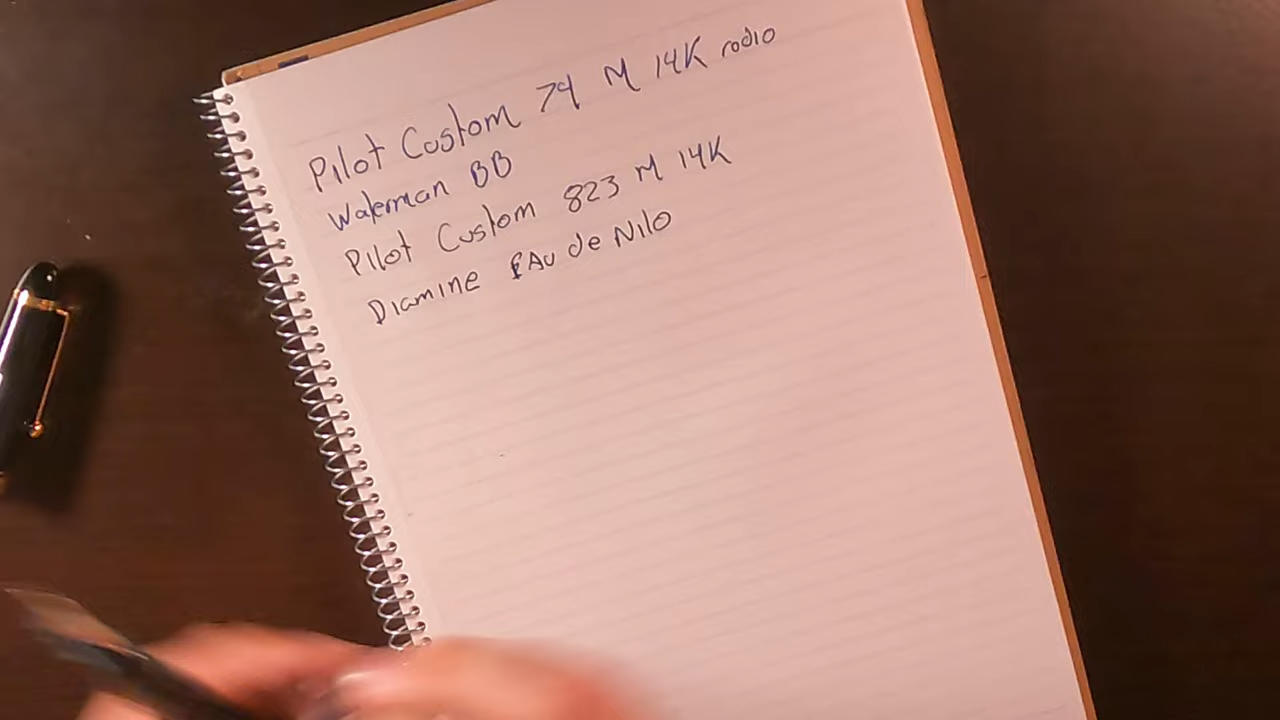 Pilot Custom 74 M 14K rodio
Waterman BB
Pilot Custom 823 M 14K
Diamine EAu de Nilo